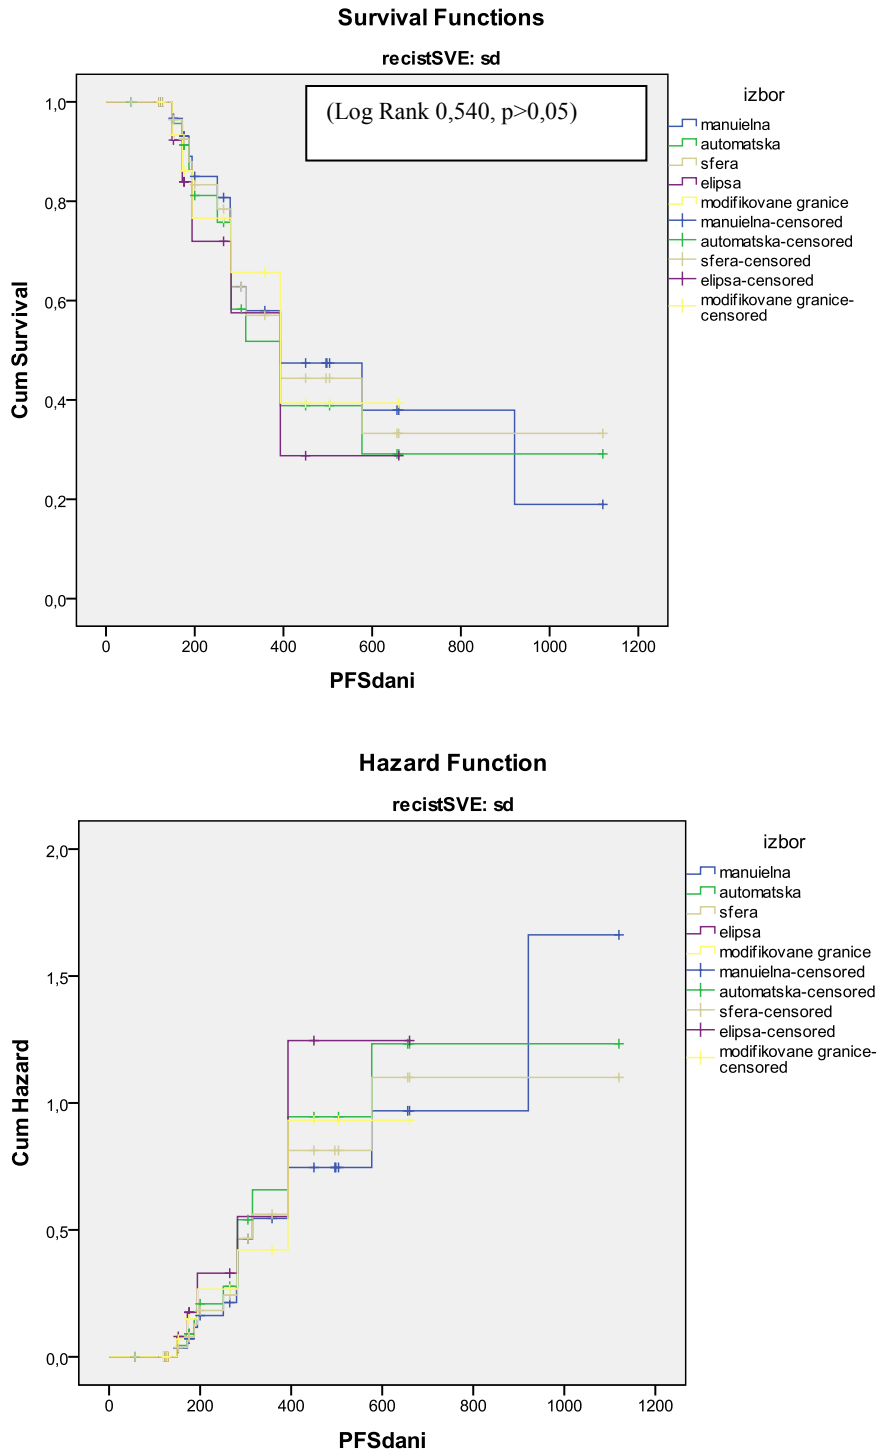 Survival Functions
recistSVE: sd
(Log Rank 0,540, p>0,05)
izbor
manuielna
automatska
sfera
elipsa
modifikovane granice
manuielna-censored
automatska-censored
sfera-censored
elipsa-censored
modifikovane granice-
censored
Cum Survival
1,0
0,8
0,6
0,4
0,2
0,0
0 200 400 600 800 1000 1200
PFSdani
Hazard Function
recistSVE: sd
izbor
manuielna
automatska
sfera
elipsa
modifikovane granice
manuielna-censored
automatska-censored
sfera-censored
elipsa-censored
modifikovane granice-
censored
Cum Hazard
2,0
1,5
1,0
0,5
0,0
0 200 400 600 800 1000 1200
PFSdani